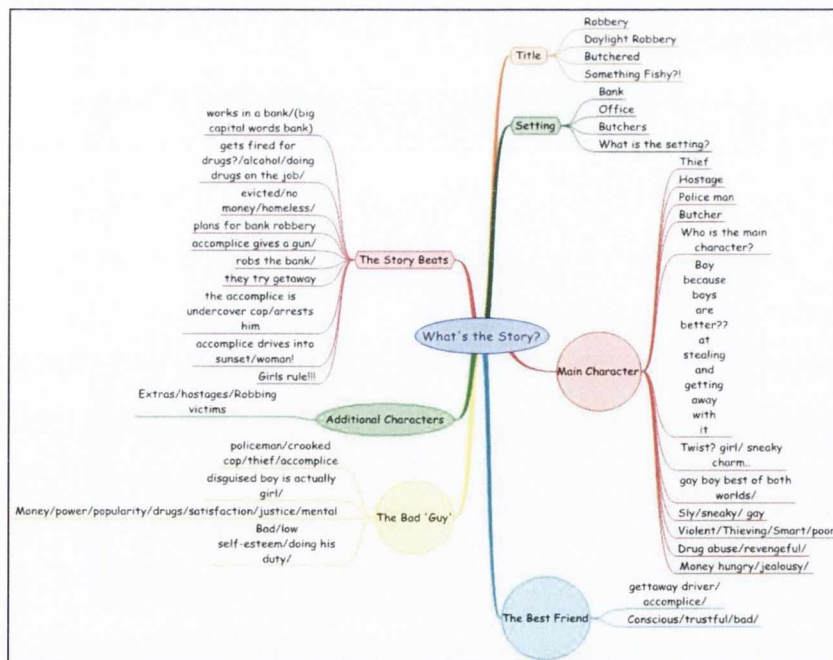 What's the Story?
Title
Robbery
Daylight Robbery
Butchered
Something Fishy?!
Setting
Bank
Office
Butchers
What is the setting?
Main Character
Thief
Hostage
Police man
Butcher
Who is the main
character?
Boy
because
boys
are
better??
at
stealing
and
getting
away
with
it
Twist? girl/ sneaky
charm..
gay boy best of both
worlds/
Sly/sneaky/ gay
Violent/Thieving/Smart/poor
Drug abuse/revengeful/
Money hungry/jealousy/
The Best Friend
gettaway driver/
accomplice/
Conscious/trustful/bad/
The Bad 'Guy'
policeman/crooked
cop/thief/accomplice
disguised boy is actually
girl/
Money/power/popularity/drugs/satisfaction/justice/mental
Bad/low
self-esteem/doing his
duty/
Additional Characters
Extras/hostages/Robbing
victims
The Story Beats
works in a bank/(big
capital words bank)
gets fired for
drugs?/alcohol/doing
drugs on the job/
evicted/no
money/homeless/
plans for bank robbery
accomplice gives a gun/
robs the bank/
they try getaway
the accomplice is
undercover cop/arrests
him
accomplice drives into
sunset/woman!
Girls rule!!!